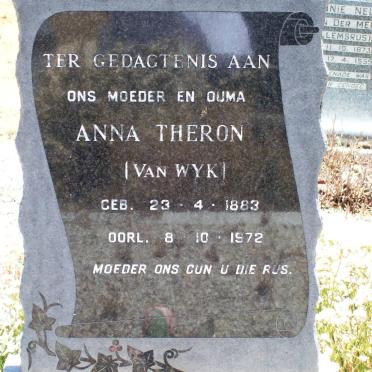 TER GEDAGTENIS AAN
ONS MOEDER EN OUMA
ANNA THERON
(VAN WYK)
GEB. 23 · 4 · 1883
OORL. 8 · 10 · 1972
MOEDER ONS GUN U DIE RUS.